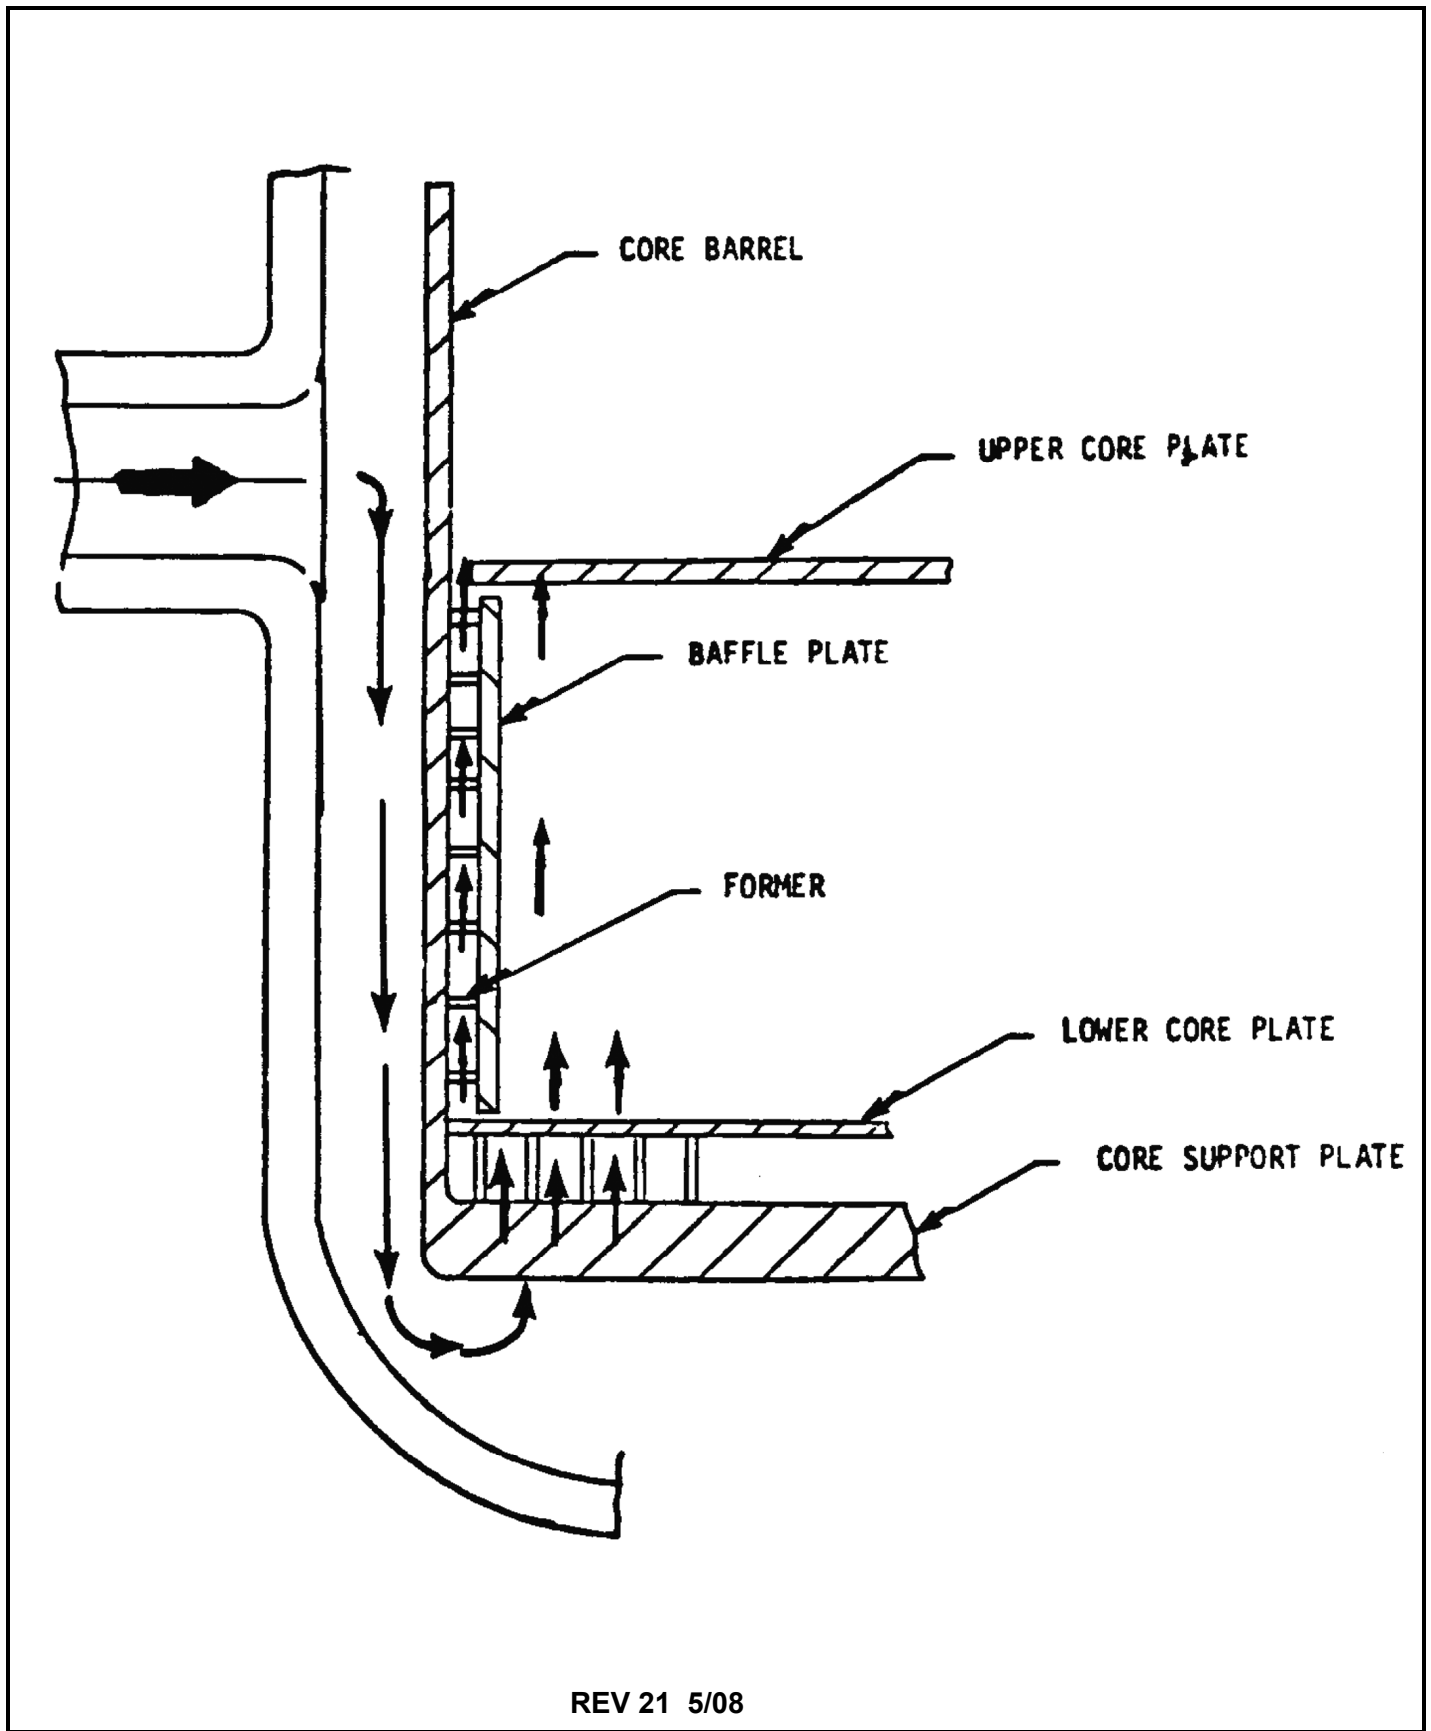 CORE BARREL
UPPER CORE PLATE
BAFFLE PLATE
FORMER
LOWER CORE PLATE
CORE SUPPORT PLATE
REV 21 5/08